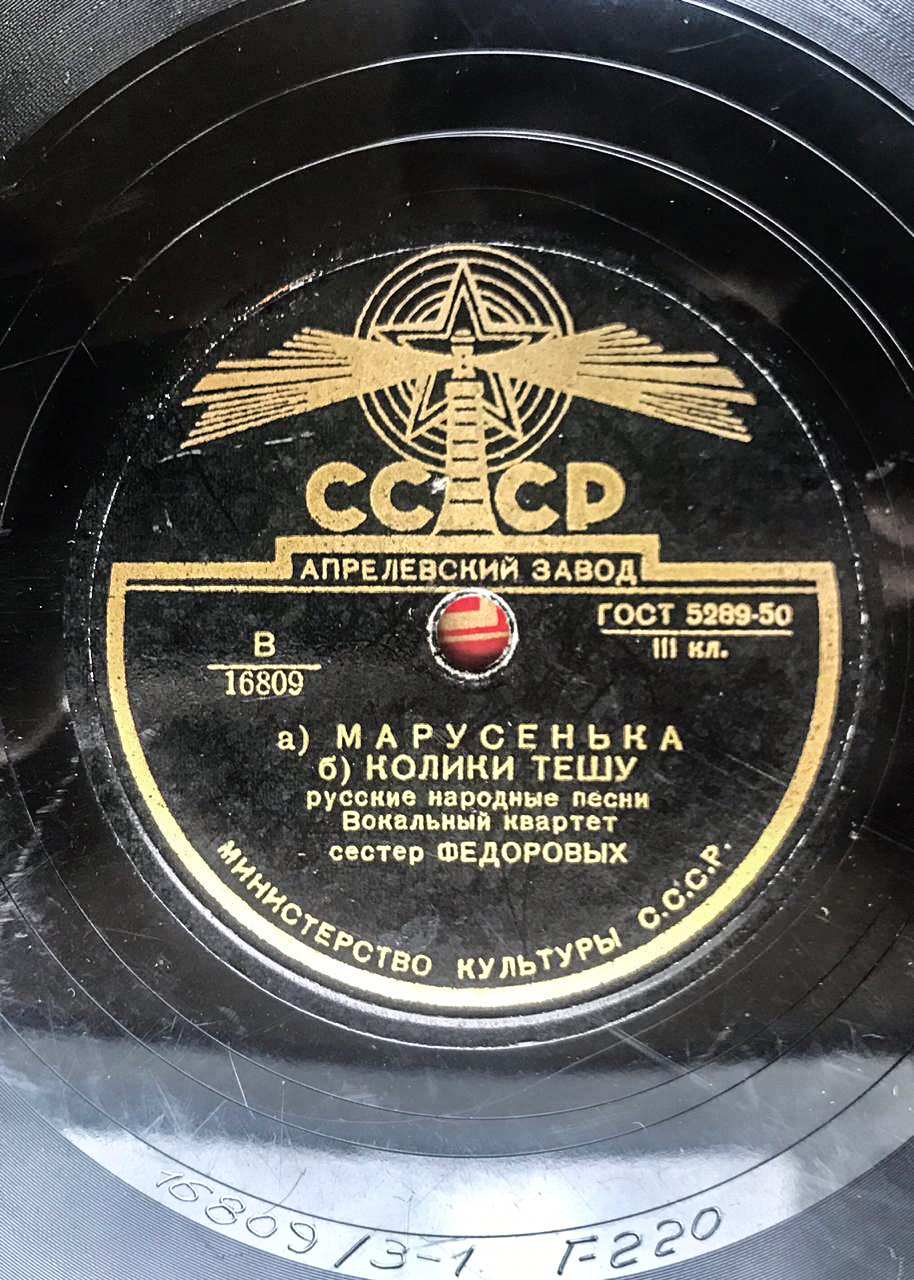 СССР
АПРЕЛЕВСКИЙ ЗАВОД
ГОСТ 5289-50
III кл.
В
16809
а) МАРУСЕНЬКА
б) КОЛИКИ ТЕШУ
русские народные песни
Вокальный квартет
сестер ФЕДОРОВЫХ
МИНИСТЕРСТВО КУЛЬТУРЫ С.С.С.Р.
16809/3-1 F220